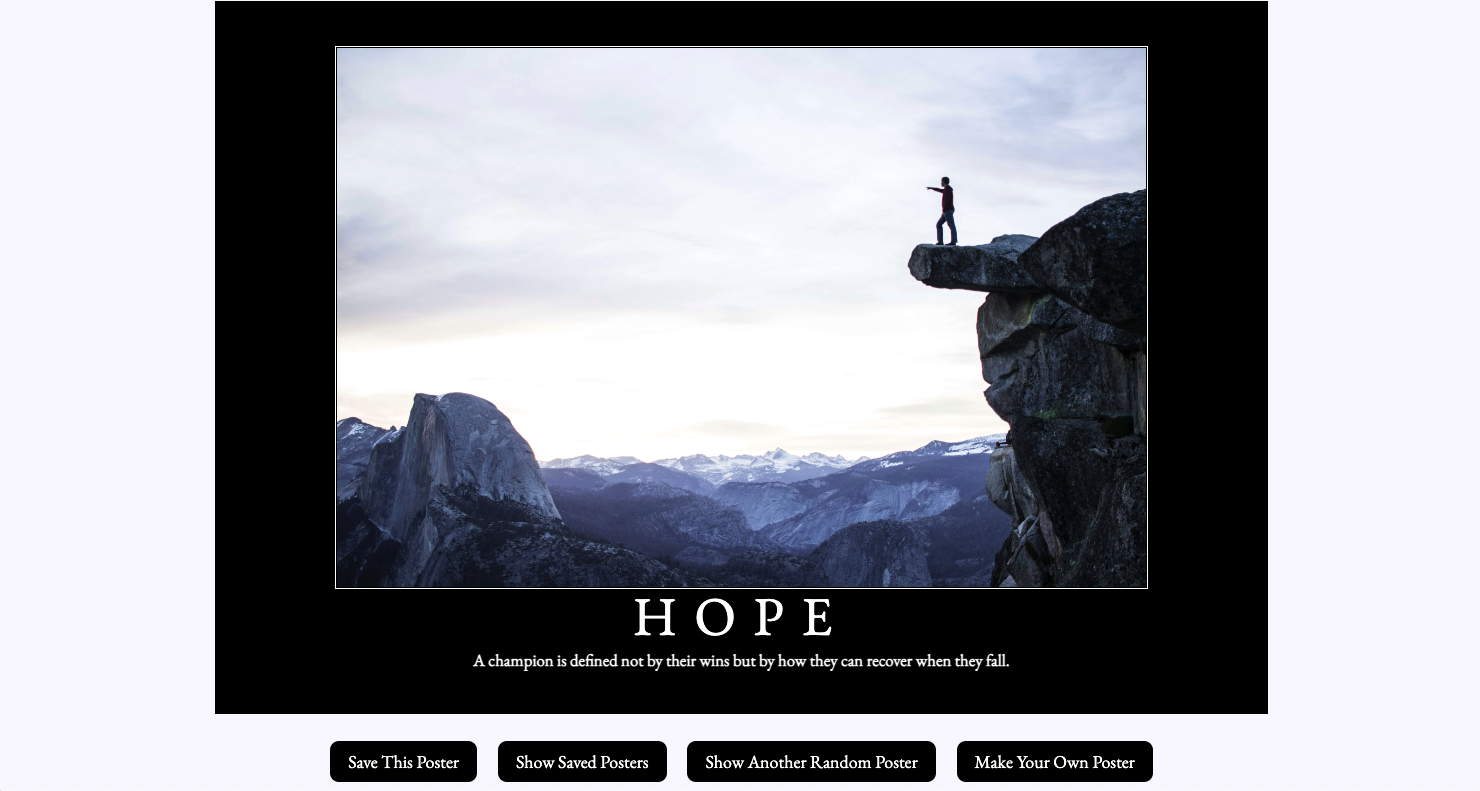 HOPE
A champion is defined not by their wins but by how they can recover when they fall.
Save This Poster
Show Saved Posters
Show Another Random Poster
Make Your Own Poster